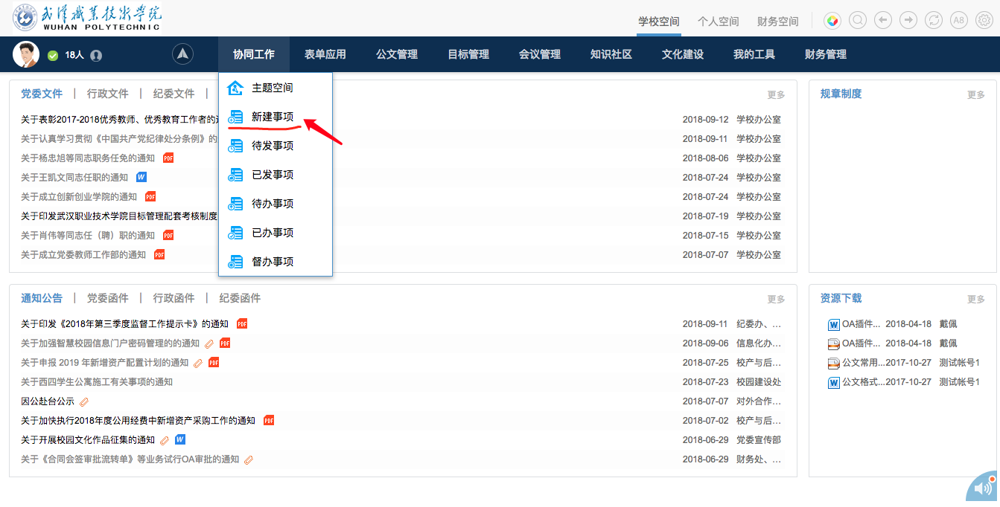 武汉职业技术学院
WUHAN POLYTECHNIC
学校空间 个人空间 财务空间 A8
18人 协同工作 表单应用 公文管理 目标管理 会议管理 知识社区 文化建设 我的工具 财务管理
主题空间
新建事项
待发事项
已发事项
待办事项
已办事项
督办事项
党委文件 | 行政文件 | 纪委文件 | 更多
关于表彰2017-2018优秀教师、优秀教育工作者的 2018-09-12 学校办公室
关于认真学习贯彻《中国共产党纪律处分条例》的 2018-09-11 学校办公室
关于杨忠旭等同志职务任免的通知 PDF 2018-08-06 学校办公室
关于王凯文同志任职的通知 W 2018-07-24 学校办公室
关于成立创新创业学院的通知 PDF 2018-07-24 学校办公室
关于印发武汉职业技术学院目标管理配套考核制度 2018-07-19 学校办公室
关于肖伟等同志任（聘）职的通知 PDF 2018-07-15 学校办公室
关于成立党委教师工作部的通知 PDF 2018-07-07 学校办公室
规章制度 更多
通知公告 | 党委函件 | 行政函件 | 纪委函件 更多
关于印发《2018年第三季度监督工作提示卡》的通知 PDF 2018-09-11 纪委办、...
关于加强智慧校园信息门户密码管理的的通知 PDF 2018-09-06 信息化办...
关于申报 2019 年新增资产配置计划的通知 PDF 2018-07-25 校产与后...
关于西四学生公寓施工有关事项的通知 2018-07-23 校园建设处
因公赴台公示 2018-07-07 对外合作...
关于加快执行2018年度公用经费中新增资产采购工作的通知 PDF 2018-07-02 校产与后...
关于开展校园文化作品征集的通知 W 2018-06-29 党委宣传部
关于《合同会签审批流转单》等业务试行OA审批的通知 2018-06-29 财务处、...
资源下载 更多
W OA插件... 2018-04-18 戴佩
OA插件... 2018-04-18 戴佩
公文常用...2017-10-27 测试帐号1
W 公文格式...2017-10-27 测试帐号1